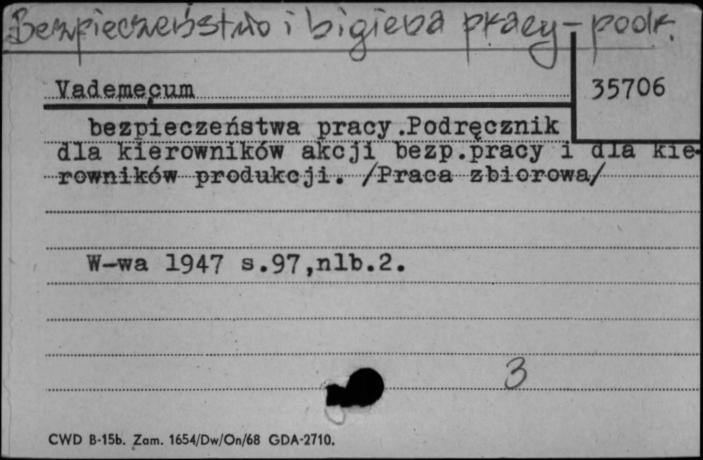 Bezpieczeństwo i higiena pracy - podr.
35706
Vademecum
bezpieczeństwa pracy.Podręcznik
dla kierowników akcji bezp.pracy i dla kie-
rowników produkcji. /Praca zbiorowa/
W-wa 1947 s.97,nlb.2.
3
CWD B-15b. Zam. 1654/Dw/On/68 GDA-2710.